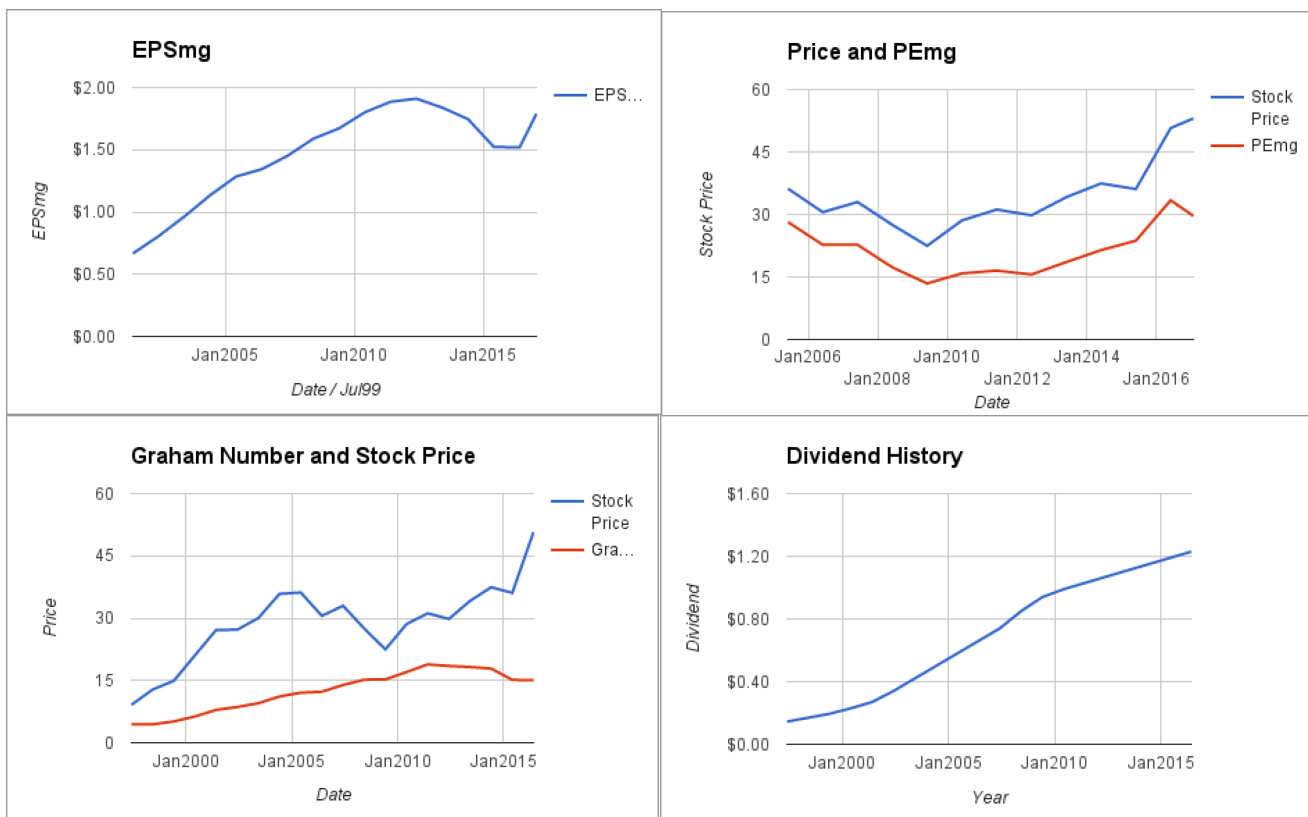 EPSmg
$2.00
$1.50
$1.00
$0.50
$0.00
EPSmg
Jan2005 Jan2010 Jan2015
Date / Jul99
EPS...
Price and PEmg
60
45
30
15
0
Stock Price
Jan2006 Jan2010 Jan2014
Jan2008 Jan2012 Jan2016
Date
Stock
Price
PEmg
Graham Number and Stock Price
60
45
30
15
0
Price
Jan2000 Jan2005 Jan2010 Jan2015
Date
Stock
Price
Gra...
Dividend History
$1.60
$1.20
$0.80
$0.40
$0.00
Dividend
Jan2000 Jan2005 Jan2010 Jan2015
Year